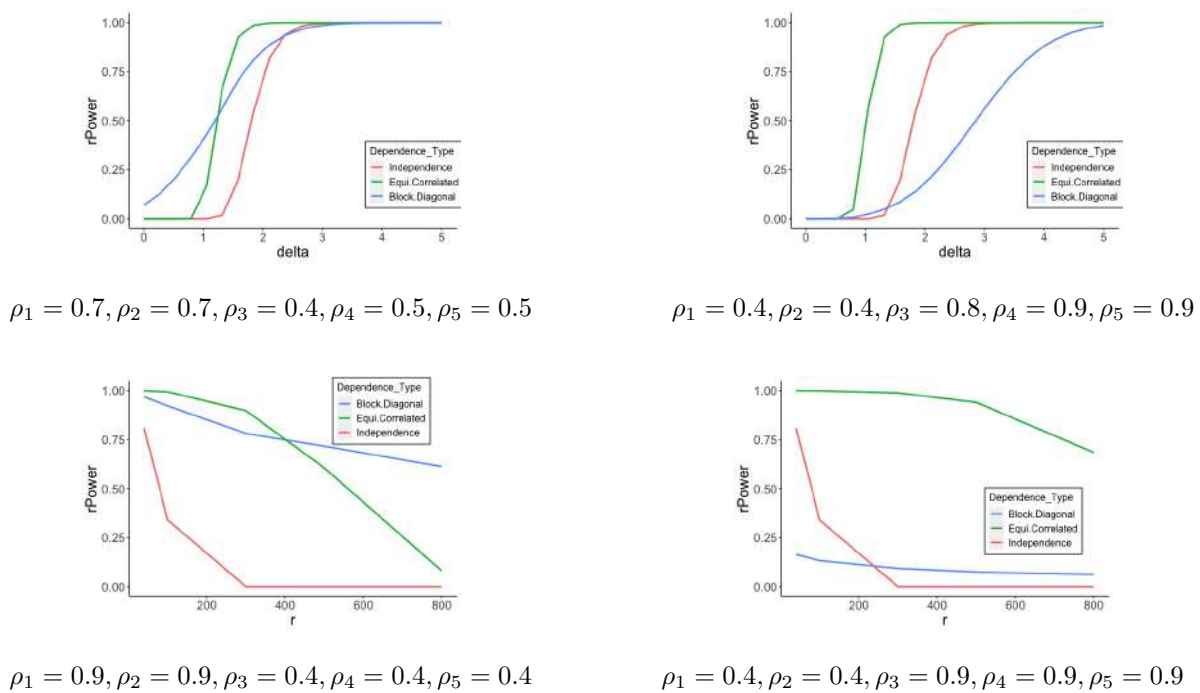 1.00
0.75
0.50
0.25
0.00
rPower
0 1 2 3 4 5
delta
Dependence_Type
Independence
Equi.Correlated
Block.Diagonal
ρ₁ = 0.7, ρ₂ = 0.7, ρ₃ = 0.4, ρ₄ = 0.5, ρ₅ = 0.5
1.00
0.75
0.50
0.25
0.00
rPower
0 1 2 3 4 5
delta
Dependence_Type
Independence
Equi.Correlated
Block.Diagonal
ρ₁ = 0.4, ρ₂ = 0.4, ρ₃ = 0.8, ρ₄ = 0.9, ρ₅ = 0.9
1.00
0.75
0.50
0.25
0.00
rPower
200 400 600 800
r
Dependence_Type
Block.Diagonal
Equi.Correlated
Independence
ρ₁ = 0.9, ρ₂ = 0.9, ρ₃ = 0.4, ρ₄ = 0.4, ρ₅ = 0.4
1.00
0.75
0.50
0.25
0.00
rPower
200 400 600 800
r
Dependence_Type
Block.Diagonal
Equi.Correlated
Independence
ρ₁ = 0.4, ρ₂ = 0.4, ρ₃ = 0.9, ρ₄ = 0.9, ρ₅ = 0.9